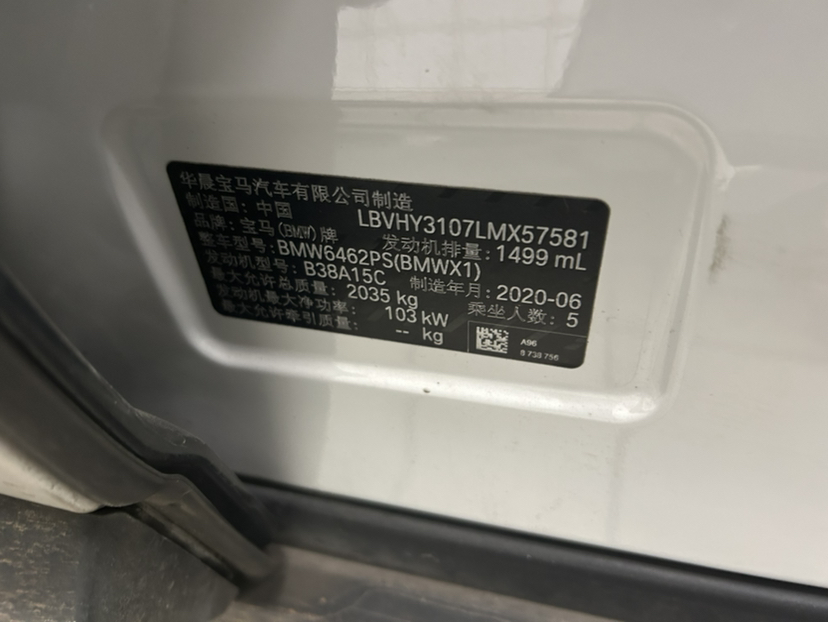 华晨宝马汽车有限公司制造
制造国: 中国 LBVHY3107LMX57581
品牌: 宝马(BMW)牌 发动机排量: 1499 mL
整车型号: BMW6462PS(BMWX1)
发动机型号: B38A15C 制造年月: 2020-06
最大允许总质量: 2035 kg 乘坐人数: 5
发动机最大净功率: 103 kW
最大允许牵引质量: -- kg
A96
8 738 756